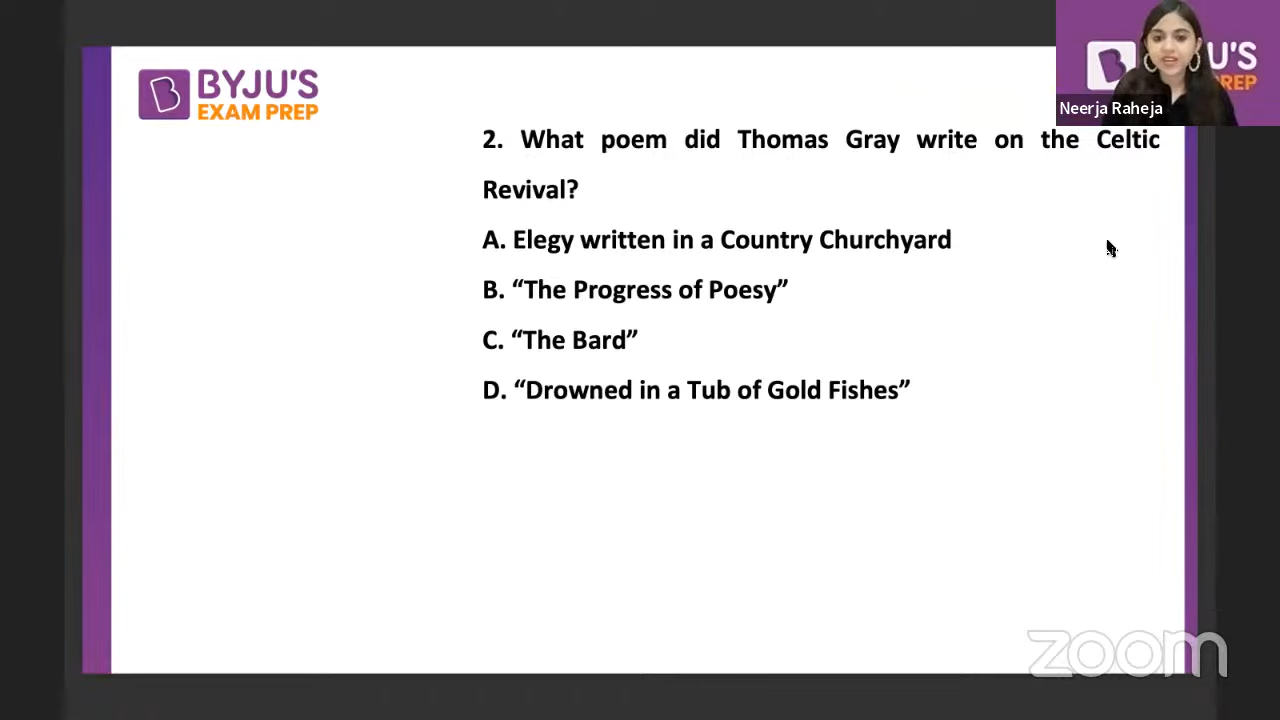 BYJU'S
EXAM PREP
U'S
EP
Neerja Raheja
2. What poem did Thomas Gray write on the Celtic
Revival?
A. Elegy written in a Country Churchyard
B. “The Progress of Poesy”
C. “The Bard”
D. “Drowned in a Tub of Gold Fishes”
zoom